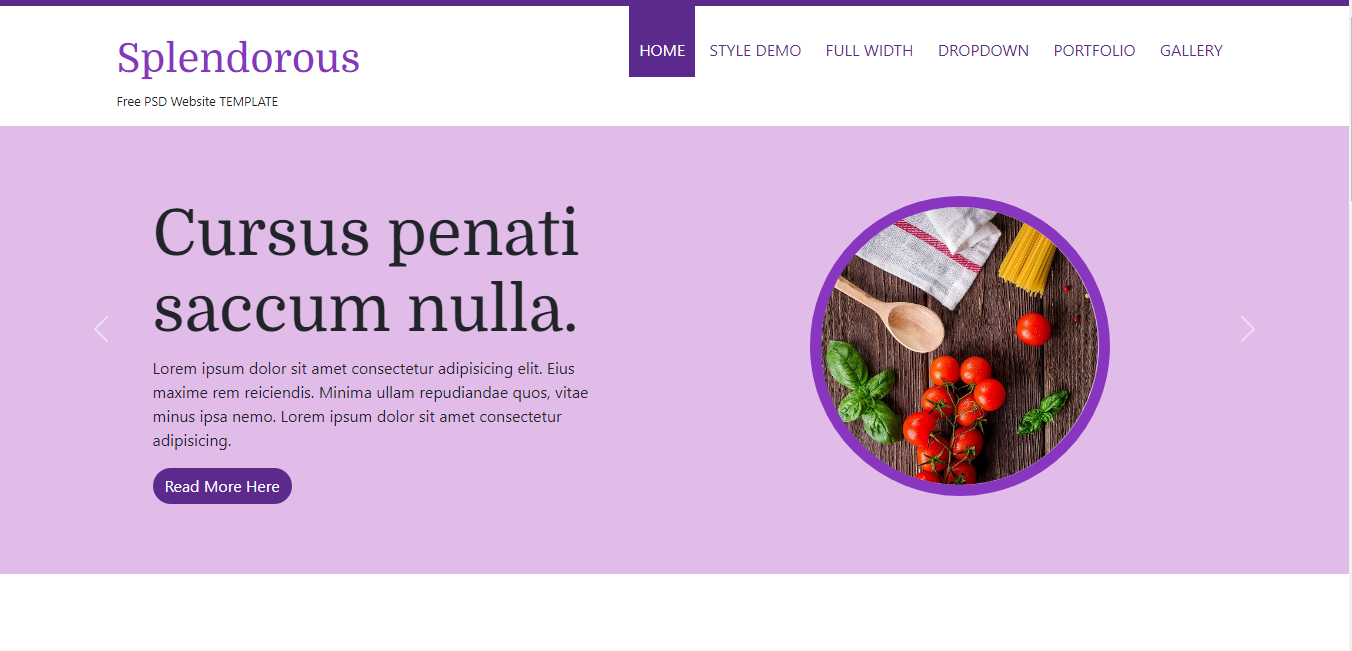 Splendorous
Free PSD Website TEMPLATE
HOME STYLE DEMO FULL WIDTH DROPDOWN PORTFOLIO GALLERY
Cursus penati
saccum nulla.
Lorem ipsum dolor sit amet consectetur adipisicing elit. Eius
maxime rem reiciendis. Minima ullam repudiandae quos, vitae
minus ipsa nemo. Lorem ipsum dolor sit amet consectetur
adipisicing.
Read More Here